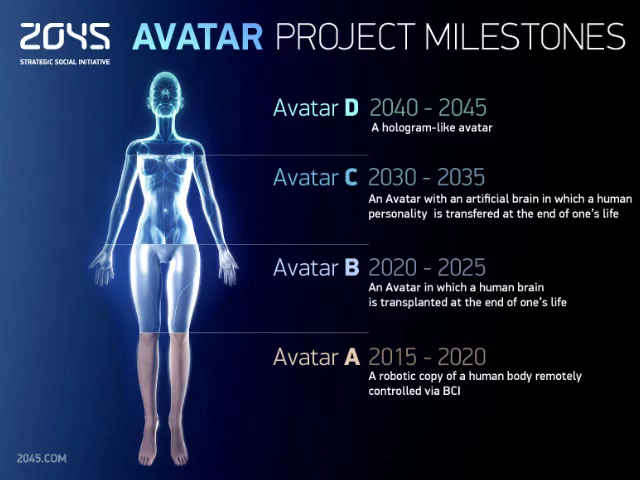 2045
STRATEGIC SOCIAL INITIATIVE
AVATAR PROJECT MILESTONES
Avatar D 2040 - 2045
A hologram-like avatar
Avatar C 2030 - 2035
An Avatar with an artificial brain in which a human
personality is transfered at the end of one's life
Avatar B 2020 - 2025
An Avatar in which a human brain
is transplanted at the end of one's life
Avatar A 2015 - 2020
A robotic copy of a human body remotely
controlled via BCI
2045.COM